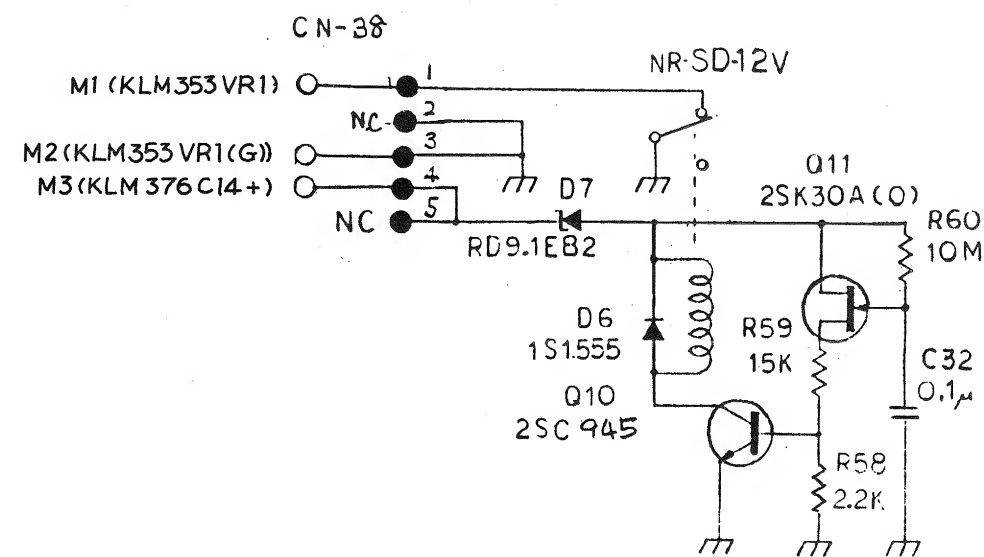 CN-38
M1 (KLM353 VR1)
1
NR-SD-12V
NC
2
M2(KLM353 VR1(G))
3
M3(KLM 376 C14+)
4
NC
5
D7
RD9.1EB2
Q11
2SK30A(O)
R60
10M
D6
1S1555
R59
15K
C32
0.1μ
Q10
2SC 945
R58
2.2K